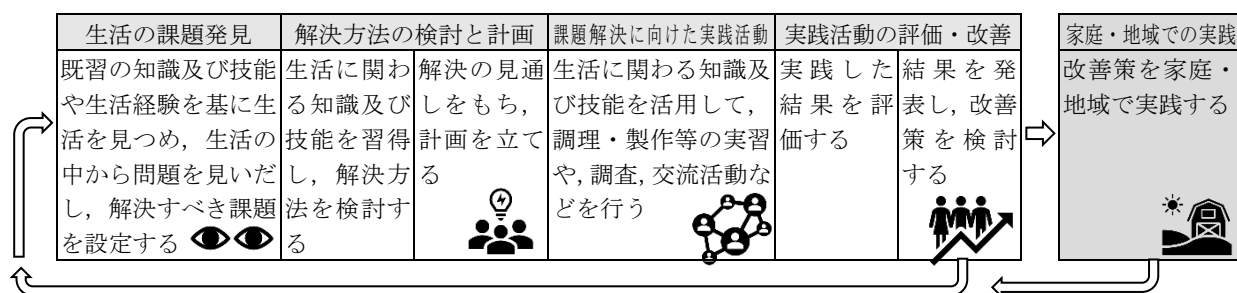 生活の課題発見
既習の知識及び技能
や生活経験を基に生
活を見つめ，生活の
中から問題を見いだ
し，解決すべき課題
を設定する
解決方法の検討と計画
生活に関わ
る知識及び
技能を習得
し，解決方
法を検討す
る
解決の見通
しをもち，
計画を立て
る
課題解決に向けた実践活動
生活に関わる知識及
び技能を活用して，
調理・製作等の実習
や，調査，交流活動な
どを行う
実践活動の評価・改善
実践した
結果を評
価する
結果を発
表し，改善
策を検討
する
家庭・地域での実践
改善策を家庭・
地域で実践する